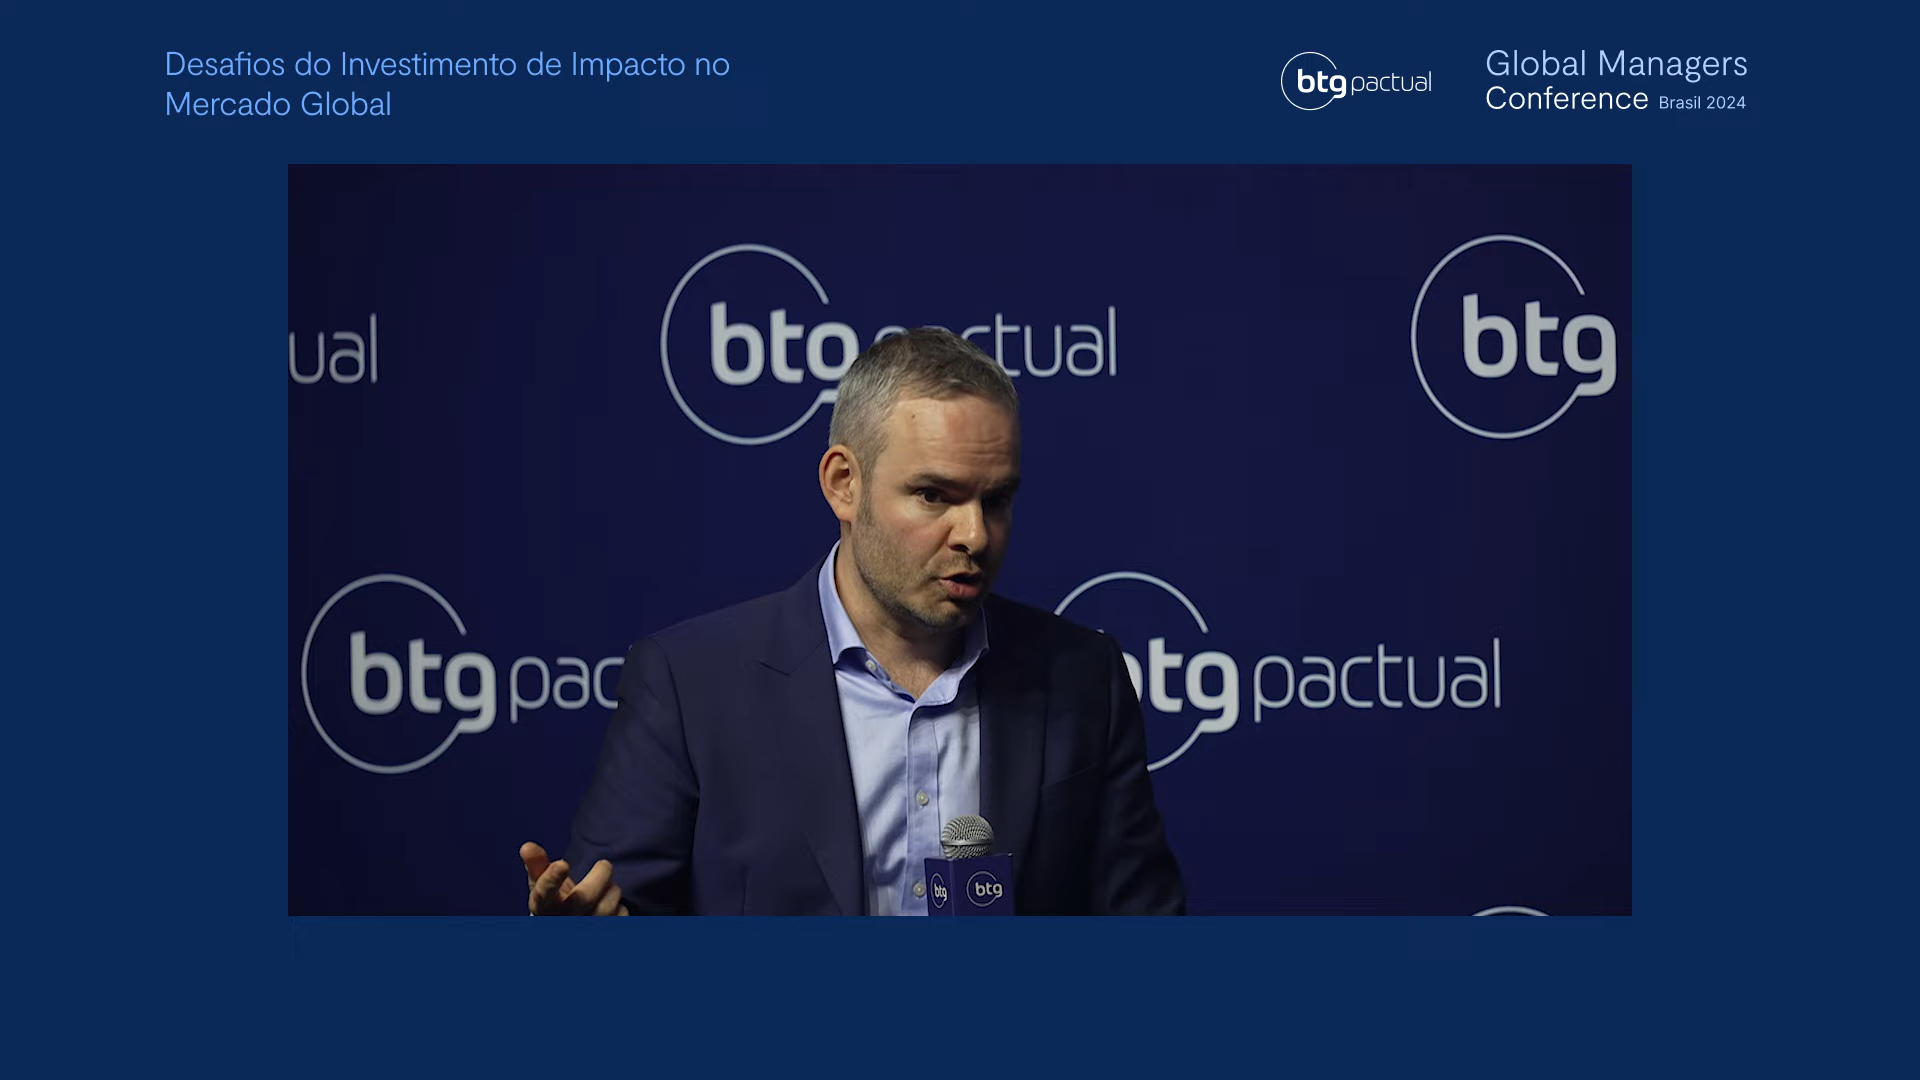 Desafios do Investimento de Impacto no
Mercado Global
btg pactual
Global Managers
Conference Brasil 2024
ual
btg
ctual
btg
btg pac
btg pactual
btg
btg